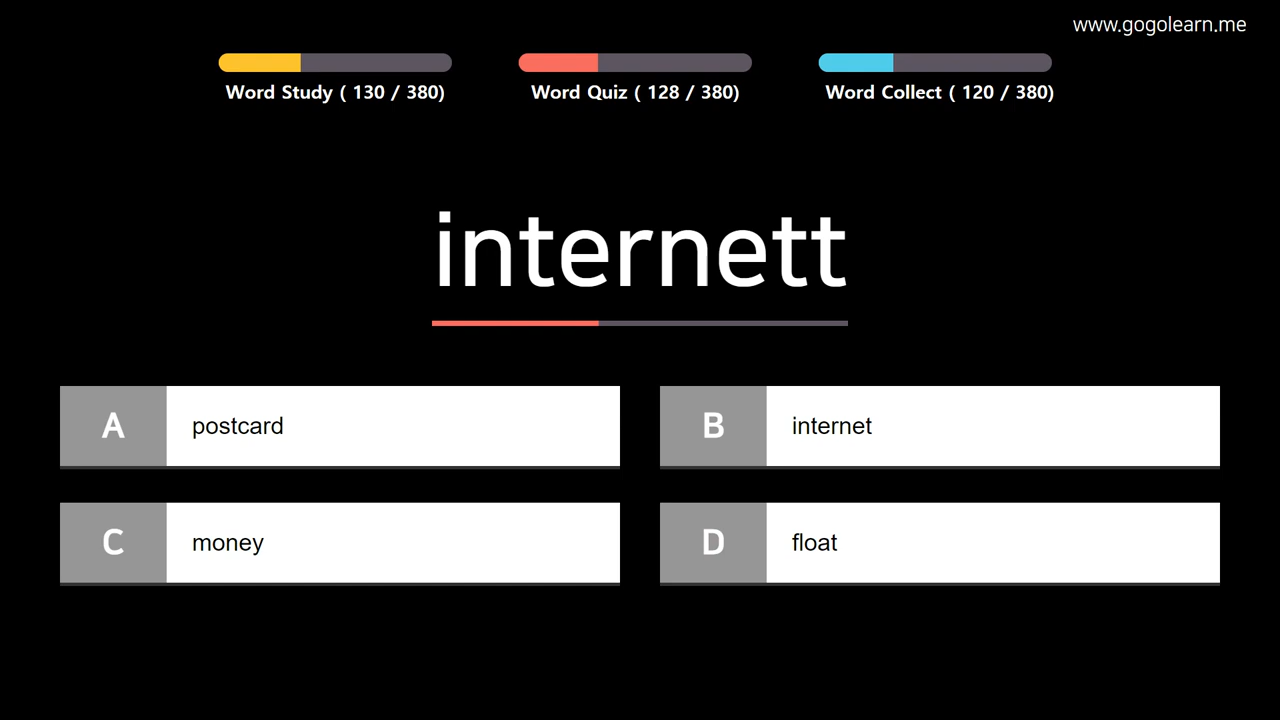 www.gogolearn.me
Word Study ( 130 / 380)
Word Quiz ( 128 / 380)
Word Collect ( 120 / 380)
internett
A
postcard
B
internet
C
money
D
float